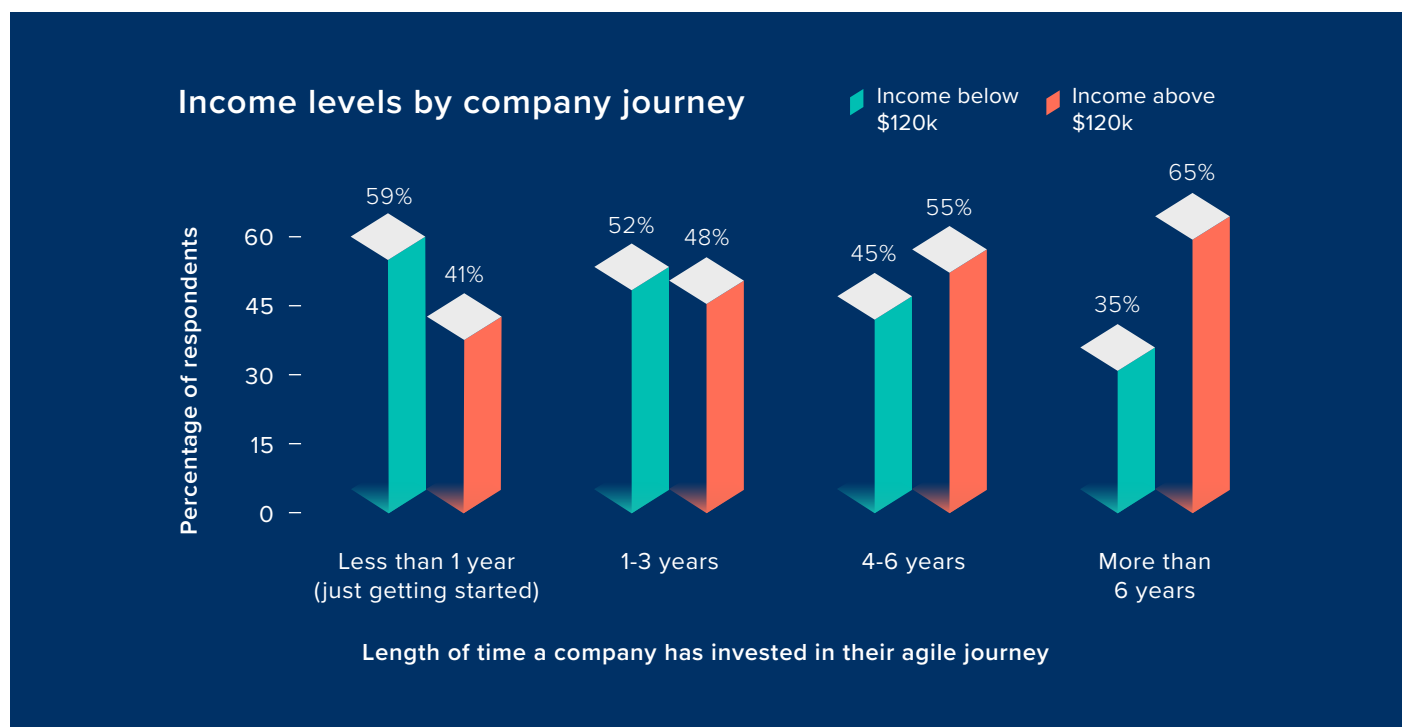 Income levels by company journey
Income below
$120k
Income above
$120k
Percentage of respondents
60
45
30
15
0
59%
41%
52%
48%
45%
55%
35%
65%
Less than 1 year
(just getting started)
1-3 years
4-6 years
More than
6 years
Length of time a company has invested in their agile journey